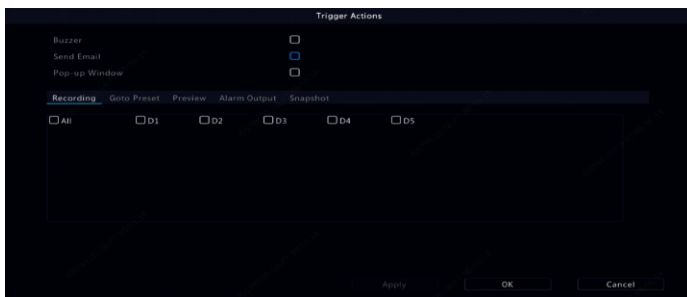 Trigger Actions
Buzzer
Send Email
Pop-up Window
Recording Goto Preset Preview Alarm Output Snapshot
All D1 D2 D3 D4 D5
Apply OK Cancel